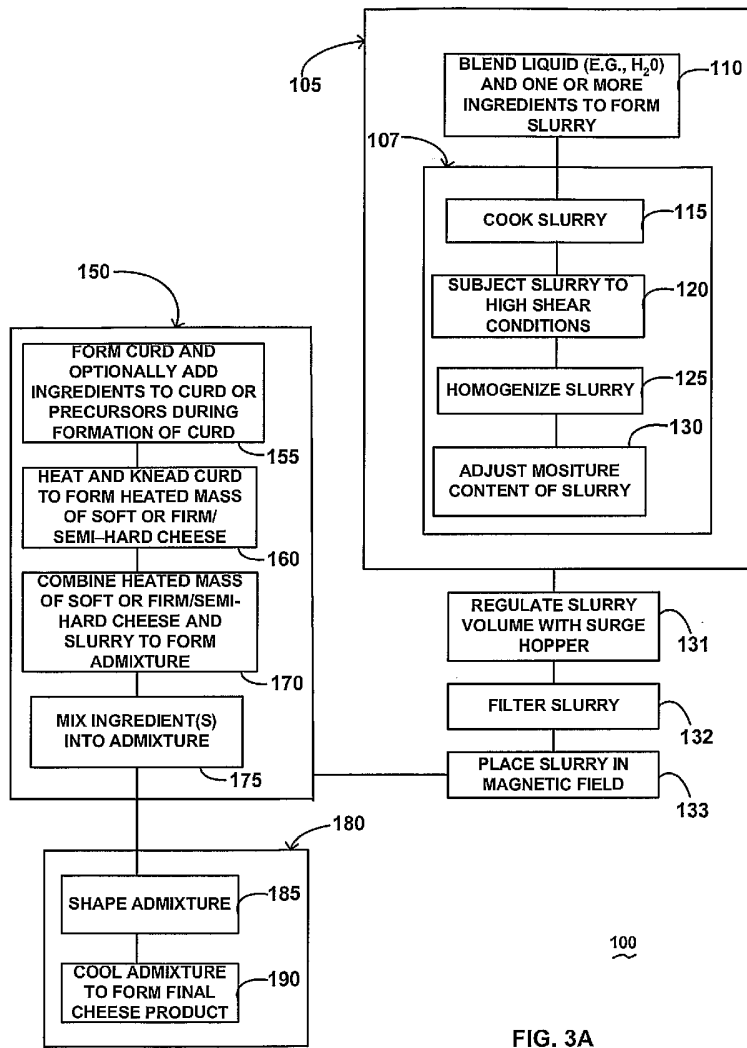 105
BLEND LIQUID (E.G., H₂0)
AND ONE OR MORE
INGREDIENTS TO FORM
SLURRY
110
107
COOK SLURRY
115
SUBJECT SLURRY TO
HIGH SHEAR
CONDITIONS
120
HOMOGENIZE SLURRY
125
130
ADJUST MOSITURE
CONTENT OF SLURRY
REGULATE SLURRY
VOLUME WITH SURGE
HOPPER
131
FILTER SLURRY
132
PLACE SLURRY IN
MAGNETIC FIELD
133
150
FORM CURD AND
OPTIONALLY ADD
INGREDIENTS TO CURD OR
PRECURSORS DURING
FORMATION OF CURD
155
HEAT AND KNEAD CURD
TO FORM HEATED MASS
OF SOFT OR FIRM/
SEMI–HARD CHEESE
160
COMBINE HEATED MASS
OF SOFT OR FIRM/SEMI-
HARD CHEESE AND
SLURRY TO FORM
ADMIXTURE
170
MIX INGREDIENT(S)
INTO ADMIXTURE
175
180
SHAPE ADMIXTURE
185
COOL ADMIXTURE
TO FORM FINAL
CHEESE PRODUCT
190
100
FIG. 3A